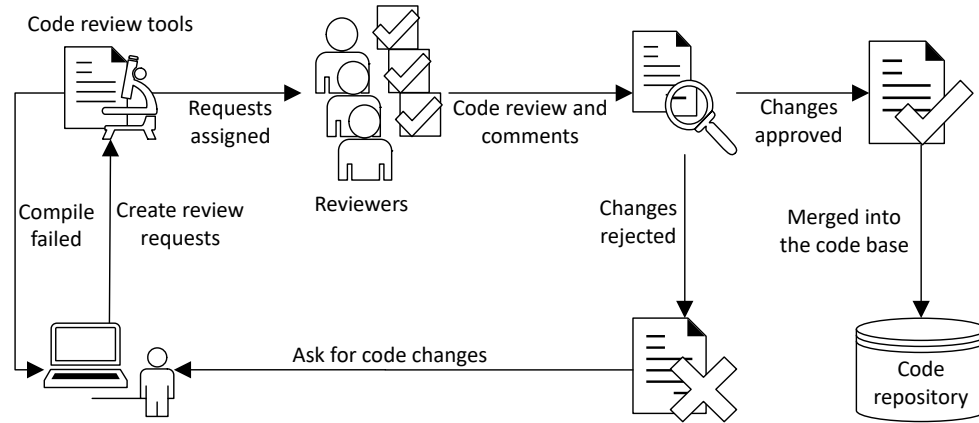 Code review tools
Requests
assigned
Reviewers
Code review and
comments
Changes
approved
Compile
failed
Create review
requests
Changes
rejected
Merged into
the code base
Ask for code changes
Code
repository